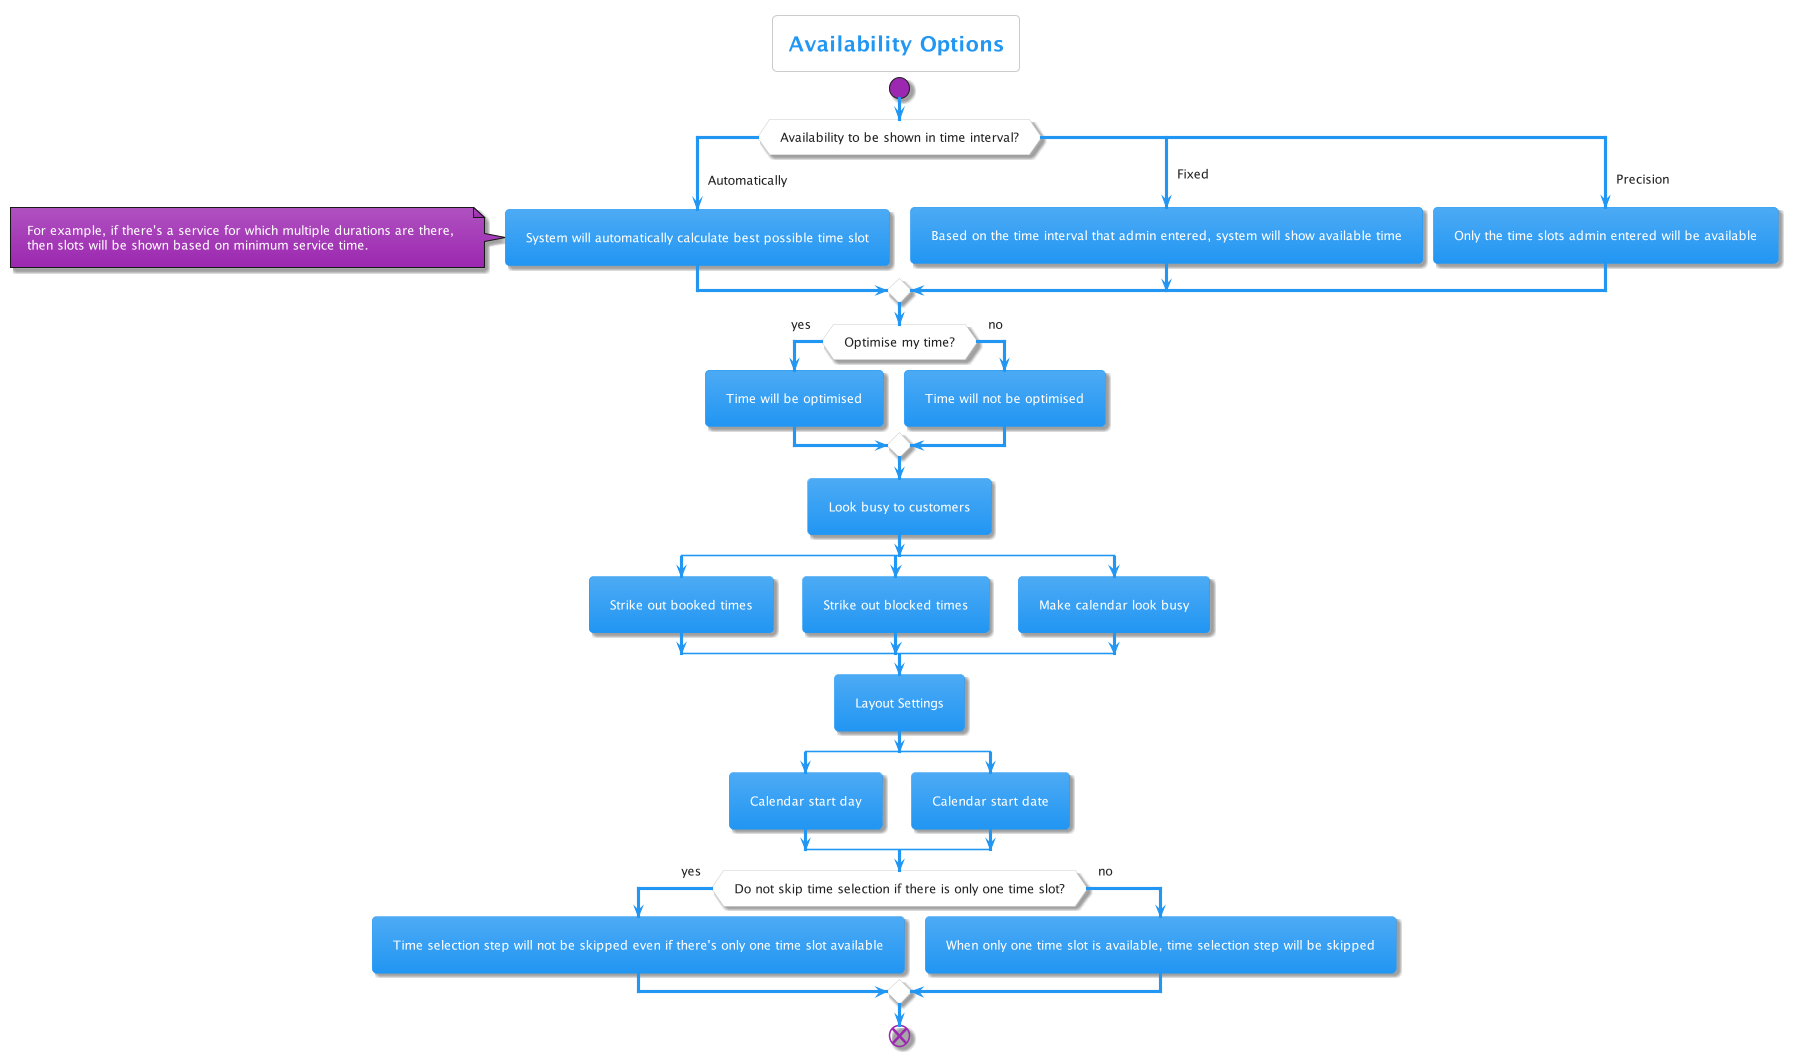 Availability Options
Availability to be shown in time interval?
Automatically
Fixed
Precision
For example, if there's a service for which multiple durations are there,
then slots will be shown based on minimum service time.
System will automatically calculate best possible time slot
Based on the time interval that admin entered, system will show available time
Only the time slots admin entered will be available
yes
Optimise my time?
no
Time will be optimised
Time will not be optimised
Look busy to customers
Strike out booked times
Strike out blocked times
Make calendar look busy
Layout Settings
Calendar start day
Calendar start date
yes
Do not skip time selection if there is only one time slot?
no
Time selection step will not be skipped even if there's only one time slot available
When only one time slot is available, time selection step will be skipped